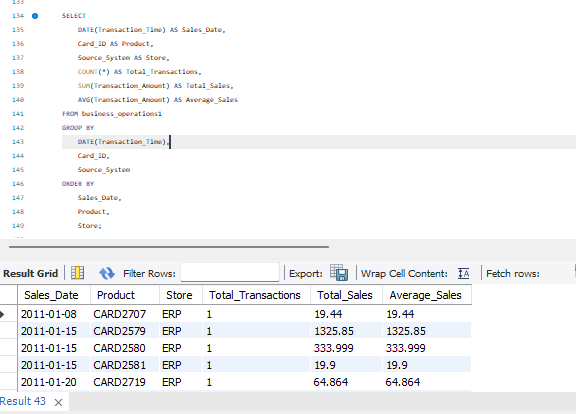 133
134 SELECT
135 DATE(Transaction_Time) AS Sales_Date,
136 Card_ID AS Product,
137 Source_System AS Store,
138 COUNT(*) AS Total_Transactions,
139 SUM(Transaction_Amount) AS Total_Sales,
140 AVG(Transaction_Amount) AS Average_Sales
141 FROM business_operations1
142 GROUP BY
143 DATE(Transaction_Time),
144 Card_ID,
145 Source_System
146 ORDER BY
147 Sales_Date,
148 Product,
149 Store;
Result Grid Filter Rows: Export: Wrap Cell Content: IA Fetch rows:
Sales_Date Product Store Total_Transactions Total_Sales Average_Sales
2011-01-08 CARD2707 ERP 1 19.44 19.44
2011-01-15 CARD2579 ERP 1 1325.85 1325.85
2011-01-15 CARD2580 ERP 1 333.999 333.999
2011-01-15 CARD2581 ERP 1 19.9 19.9
2011-01-20 CARD2719 ERP 1 64.864 64.864
Result 43